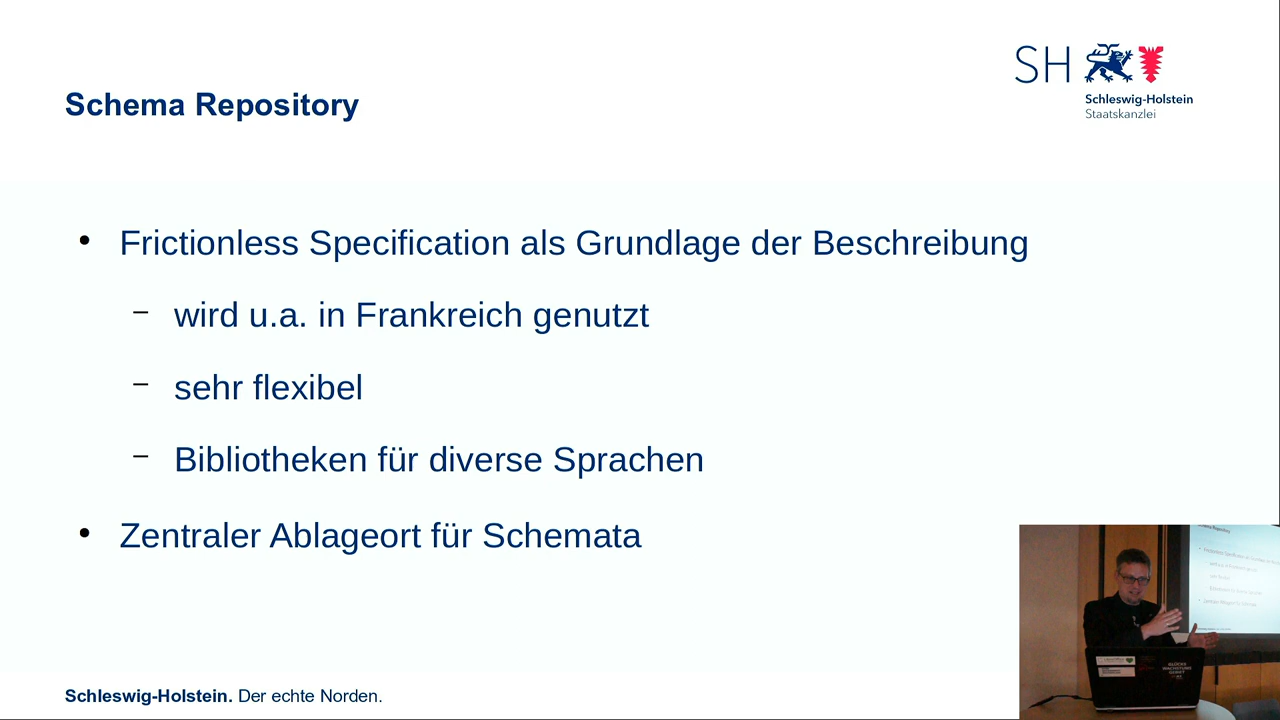 SH
Schleswig-Holstein
Staatskanzlei
Schema Repository
Frictionless Specification als Grundlage der Beschreibung
wird u.a. in Frankreich genutzt
sehr flexibel
Bibliotheken für diverse Sprachen
Zentraler Ablageort für Schemata
Schleswig-Holstein. Der echte Norden.